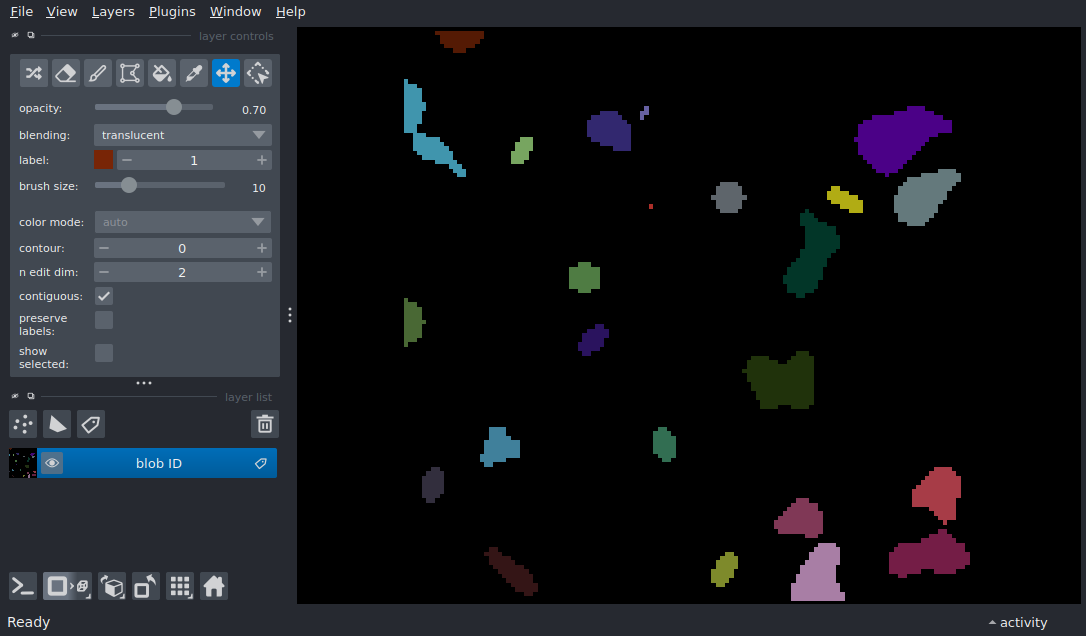 File View Layers Plugins Window Help
layer controls
opacity: 0.70
blending: translucent
label: 1
brush size: 10
color mode: auto
contour: 0
n edit dim: 2
contiguous:
preserve
labels:
show
selected:
layer list
blob ID
Ready
activity